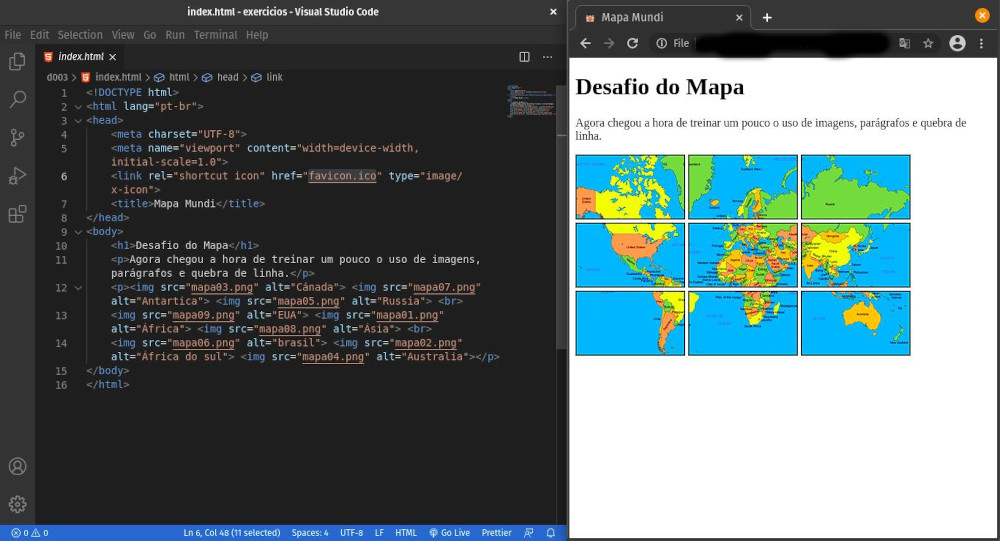 index.html - exercicios - Visual Studio Code
File Edit Selection View Go Run Terminal Help
index.html
d003 > index.html > html > head > link
1 <!DOCTYPE html>
2 <html lang="pt-br">
3 <head>
4 <meta charset="UTF-8">
5 <meta name="viewport" content="width=device-width,
initial-scale=1.0">
6 <link rel="shortcut icon" href="favicon.ico" type="image/
x-icon">
7 <title>Mapa Mundi</title>
8 </head>
9 <body>
10 <h1>Desafio do Mapa</h1>
11 <p>Agora chegou a hora de treinar um pouco o uso de imagens,
parágrafos e quebra de linha.</p>
12 <p><img src="mapa03.png" alt="Cánada"> <img src="mapa07.png"
alt="Antartica"> <img src="mapa05.png" alt="Russia"> <br>
13 <img src="mapa09.png" alt="EUA"> <img src="mapa01.png"
alt="África"> <img src="mapa08.png" alt="Ásia"> <br>
14 <img src="mapa06.png" alt="brasil"> <img src="mapa02.png"
alt="África do sul"> <img src="mapa04.png" alt="Australia"></p>
15 </body>
16 </html>
0 0 Ln 6, Col 48 (11 selected) Spaces: 4 UTF-8 LF HTML Go Live Prettier
Mapa Mundi
File
Desafio do Mapa
Agora chegou a hora de treinar um pouco o uso de imagens, parágrafos e quebra de
linha.
Canada
Russia
United States
China
Australia